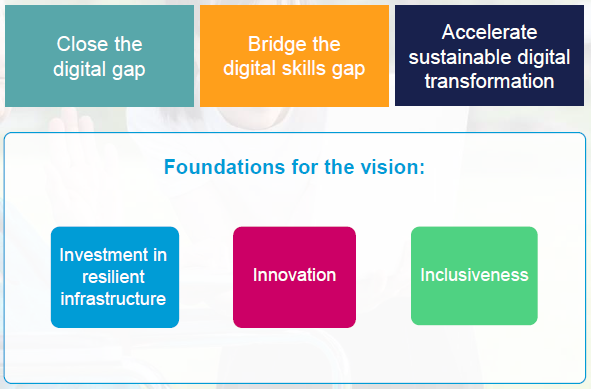 Close the
digital gap
Bridge the
digital skills gap
Accelerate
sustainable digital
transformation
Foundations for the vision:
Investment in
resilient
infrastructure
Innovation
Inclusiveness